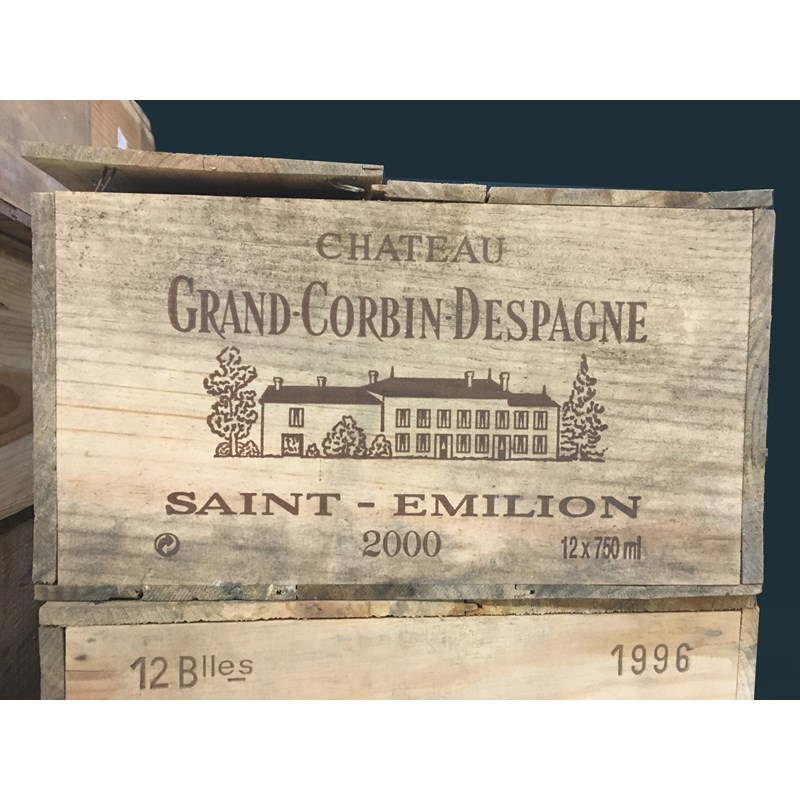 CHATEAU
GRAND-CORBIN-DESPAGNE
SAINT - EMILION
2000 12 x 750 ml
12 Blles 1996